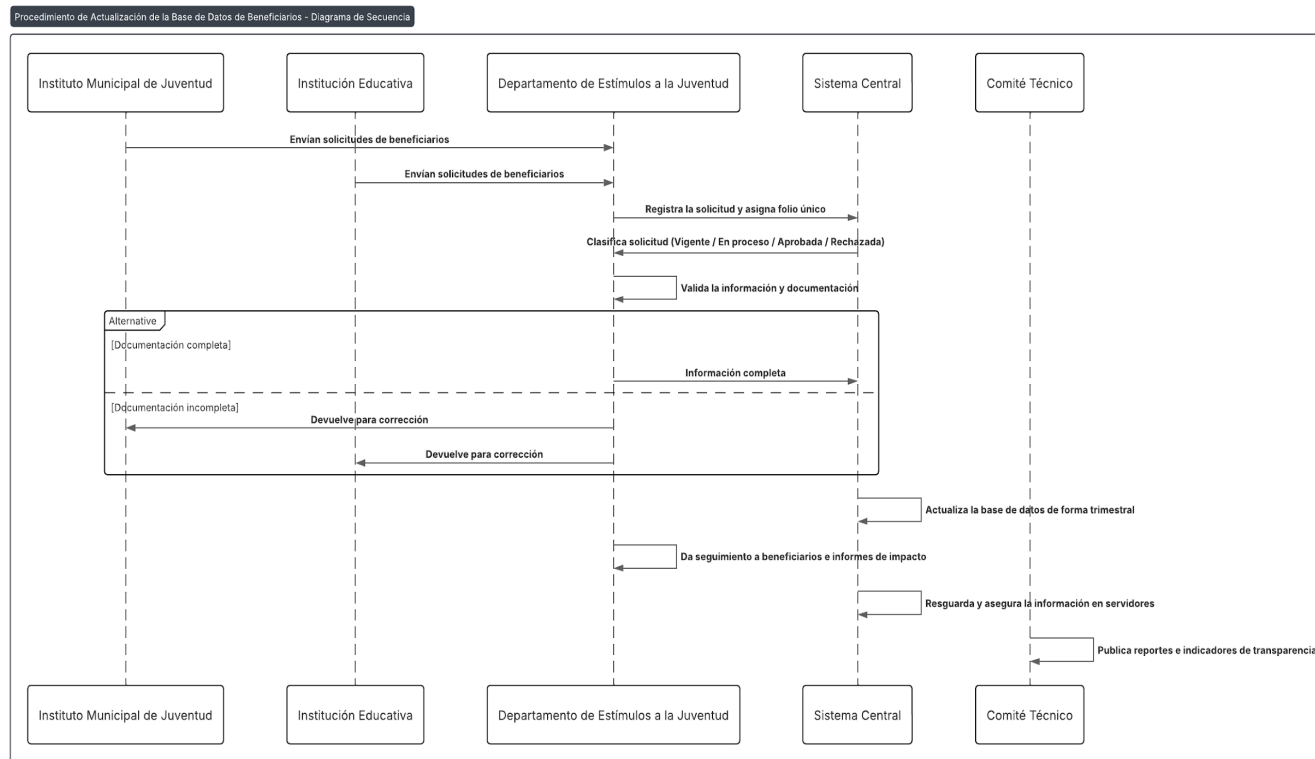 Procedimiento de Actualización de la Base de Datos de Beneficiarios - Diagrama de Secuencia
Instituto Municipal de Juventud
Institución Educativa
Departamento de Estímulos a la Juventud
Sistema Central
Comité Técnico
Envían solicitudes de beneficiarios
Envían solicitudes de beneficiarios
Registra la solicitud y asigna folio único
Clasifica solicitud (Vigente / En proceso / Aprobada / Rechazada)
Valida la información y documentación
Alternative
[Documentación completa]
Información completa
[Documentación incompleta]
Devuelve para corrección
Devuelve para corrección
Actualiza la base de datos de forma trimestral
Da seguimiento a beneficiarios e informes de impacto
Resguarda y asegura la información en servidores
Publica reportes e indicadores de transparencia
Instituto Municipal de Juventud
Institución Educativa
Departamento de Estímulos a la Juventud
Sistema Central
Comité Técnico